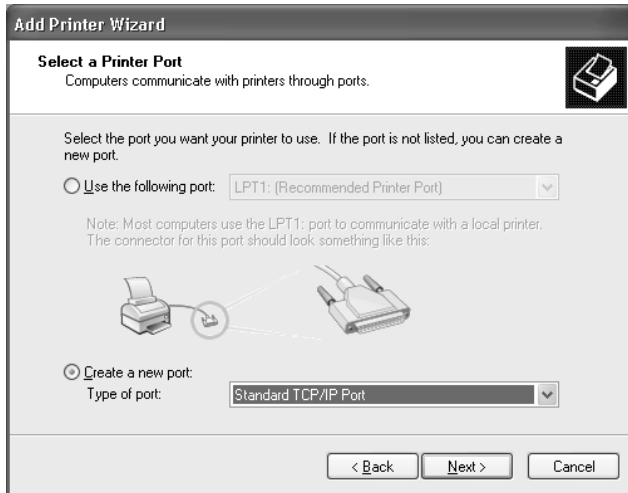 Add Printer Wizard
Select a Printer Port
Computers communicate with printers through ports.
Select the port you want your printer to use. If the port is not listed, you can create a
new port.
Use the following port: LPT1: (Recommended Printer Port)
Note: Most computers use the LPT1: port to communicate with a local printer.
The connector for this port should look something like this:
Create a new port:
Type of port: Standard TCP/IP Port
< Back Next > Cancel